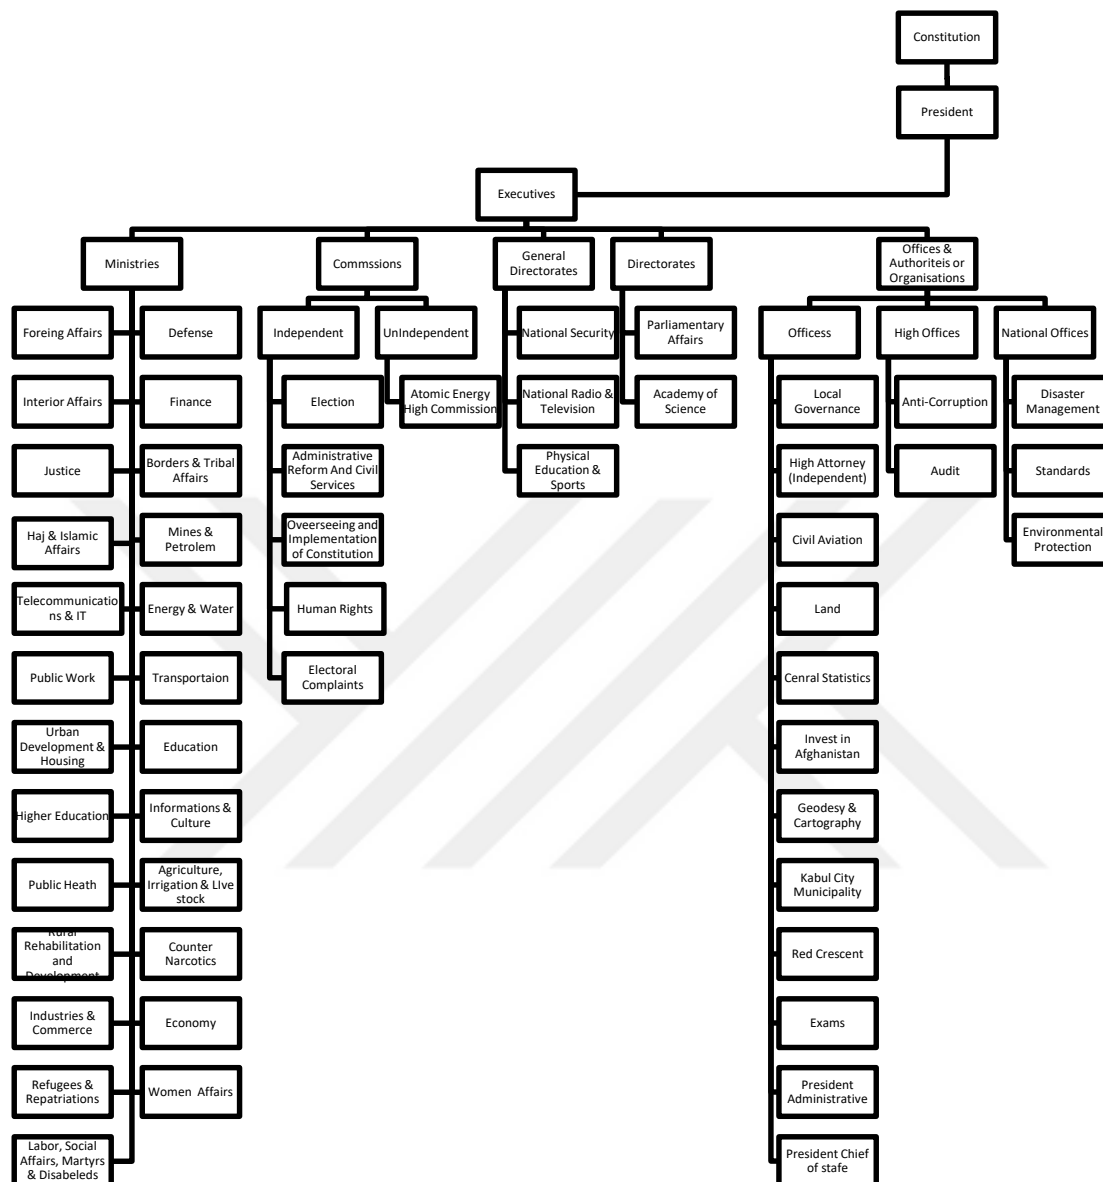 Constitution
President
Executives
Ministries
Commssions
General
Directorates
Directorates
Offices &
Authoriteis or
Organisations
Foreing Affairs
Defense
Interior Affairs
Finance
Justice
Borders & Tribal
Affairs
Haj & Islamic
Affairs
Mines &
Petrolem
Telecommunicatio
ns & IT
Energy & Water
Public Work
Transportaion
Urban
Development &
Housing
Education
Higher Education
Informations &
Culture
Public Heath
Agriculture,
Irrigation & LIve
stock
Rural
Rehabilitation
and
Development
Counter
Narcotics
Industries &
Commerce
Economy
Refugees &
Repatriations
Women Affairs
Labor, Social
Affairs, Martyrs
& Disabeleds
Independent
UnIndependent
Election
Administrative
Reform And Civil
Services
Oveerseeing and
Implementation
of Constitution
Human Rights
Electoral
Complaints
Atomic Energy
High Commission
National Security
National Radio &
Television
Physical
Education &
Sports
Parliamentary
Affairs
Academy of
Science
Officess
High Offices
National Offices
Local
Governance
High Attorney
(Independent)
Civil Aviation
Land
Cenral Statistics
Invest in
Afghanistan
Geodesy &
Cartography
Kabul City
Municipality
Red Crescent
Exams
President
Administrative
President Chief
of stafe
Anti-Corruption
Audit
Disaster
Management
Standards
Environmental
Protection